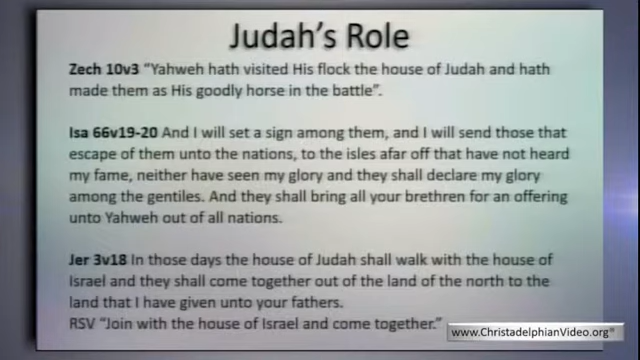 Judah's Role
Zech 10v3 "Yahweh hath visited His flock the house of Judah and hath
made them as His goodly horse in the battle".
Isa 66v19-20 And I will set a sign among them, and I will send those that
escape of them unto the nations, to the isles afar off that have not heard
my fame, neither have seen my glory and they shall declare my glory
among the gentiles. And they shall bring all your brethren for an offering
unto Yahweh out of all nations.
Jer 3v18 In those days the house of Judah shall walk with the house of
Israel and they shall come together out of the land of the north to the
land that I have given unto your fathers.
RSV "Join with the house of Israel and come together."
www.ChristadelphianVideo.org